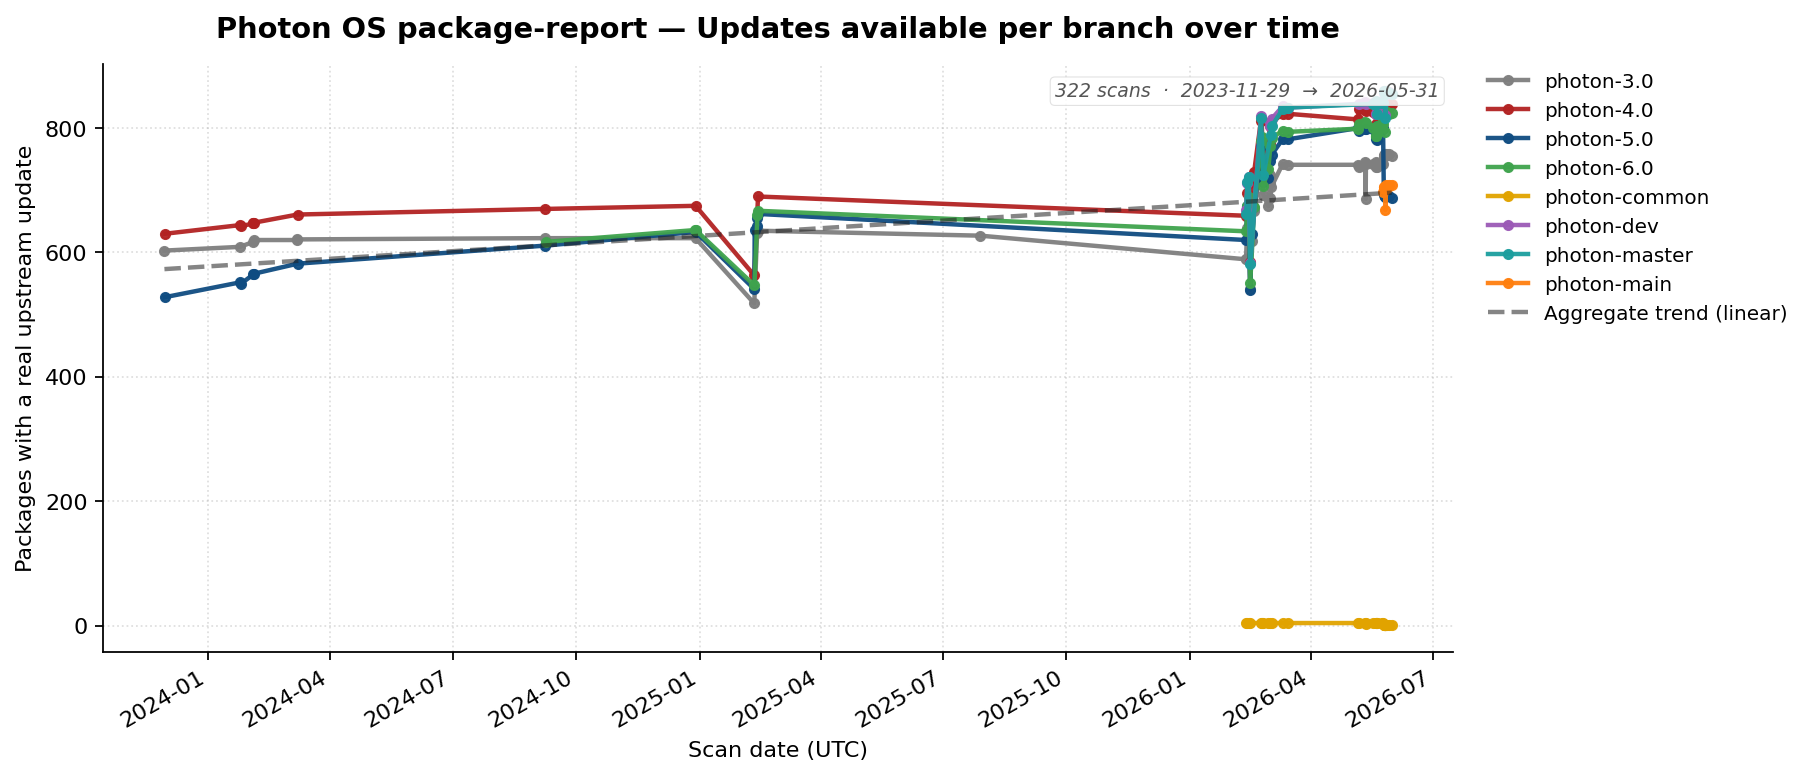 Photon OS package-report — Updates available per branch over time
322 scans · 2023-11-29 → 2026-05-31
photon-3.0
photon-4.0
photon-5.0
photon-6.0
photon-common
photon-dev
photon-master
photon-main
Aggregate trend (linear)
Packages with a real upstream update
800
600
400
200
0
2024-01
2024-04
2024-07
2024-10
2025-01
2025-04
2025-07
2025-10
2026-01
2026-04
2026-07
Scan date (UTC)